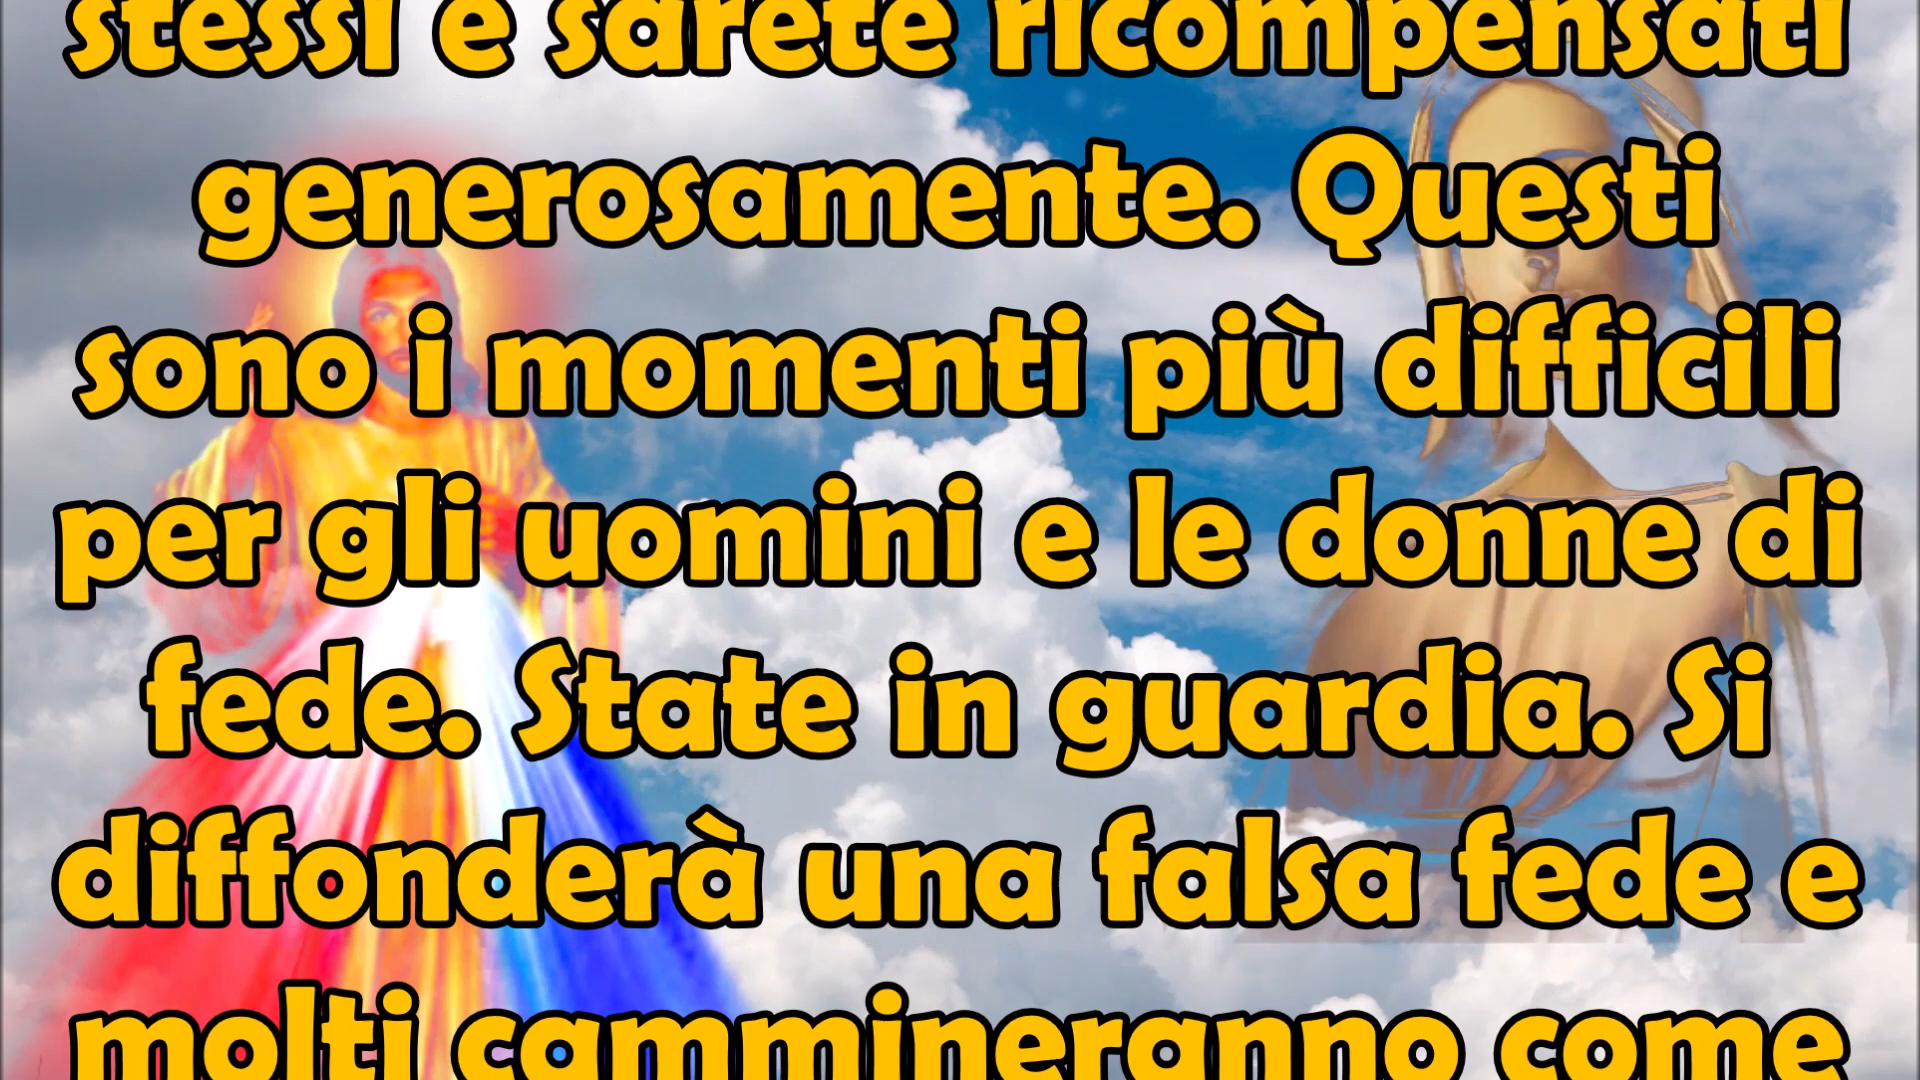 stessi e sarete ricompensati
generosamente. Questi
sono i momenti più difficili
per gli uomini e le donne di
fede. State in guardia. Si
diffonderà una falsa fede e
molti cammineranno come